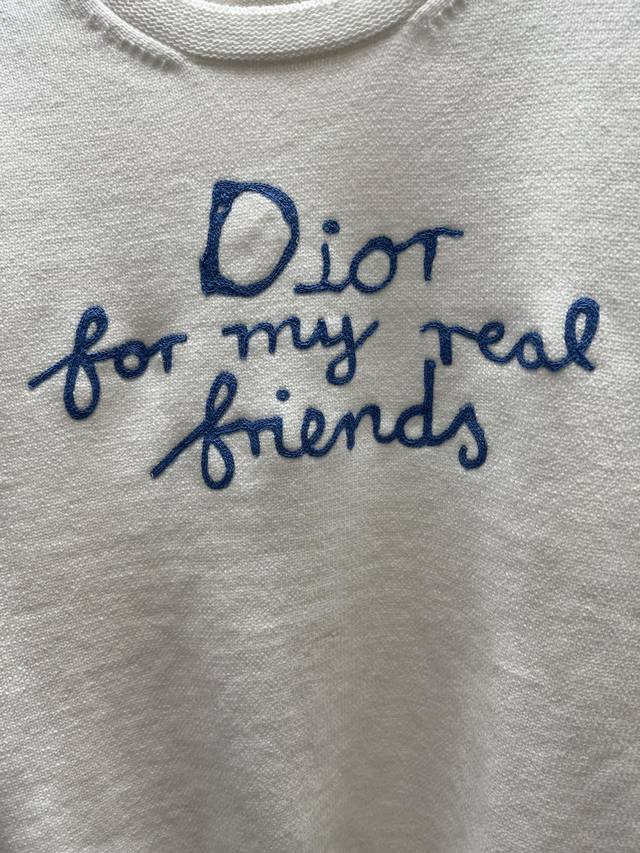 Dior
for my real
friends